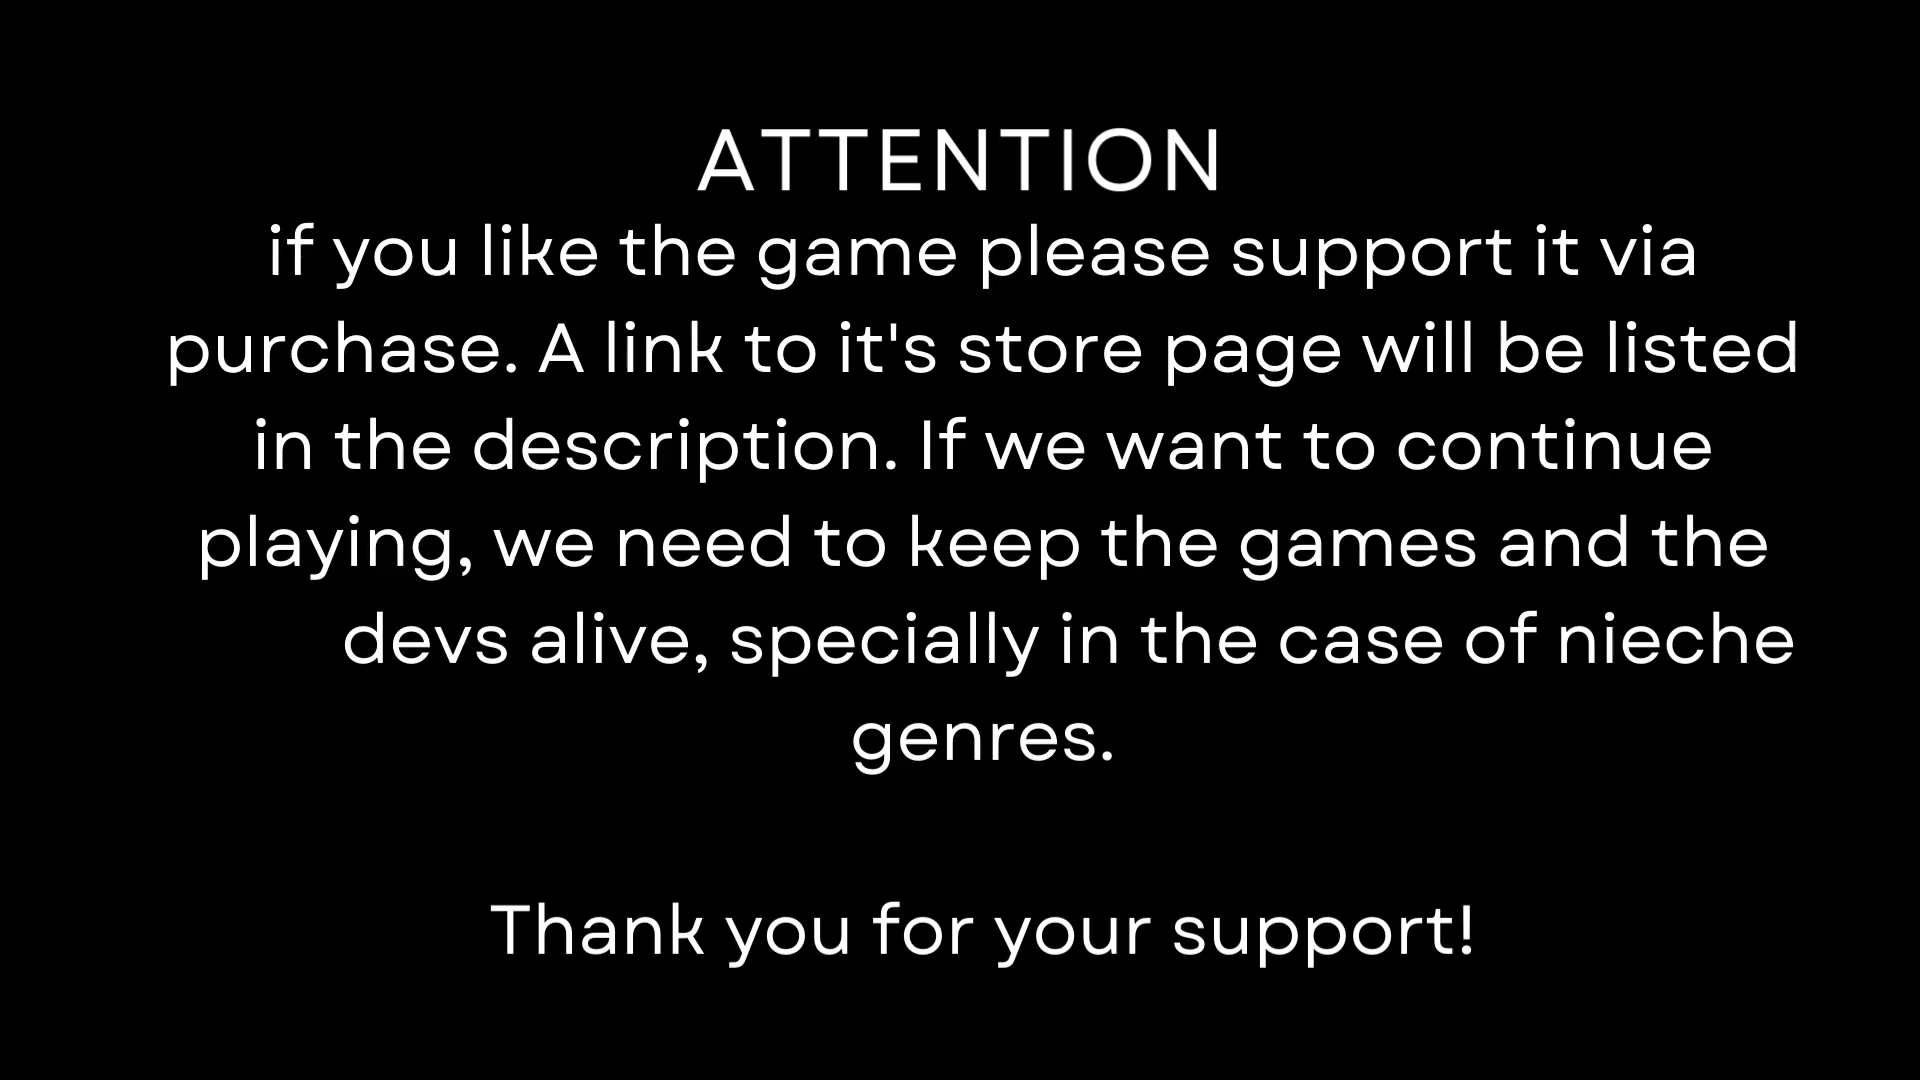 ATTENTION
if you like the game please support it via
purchase. A link to it's store page will be listed
in the description. If we want to continue
playing, we need to keep the games and the
devs alive, specially in the case of nieche
genres.
Thank you for your support!